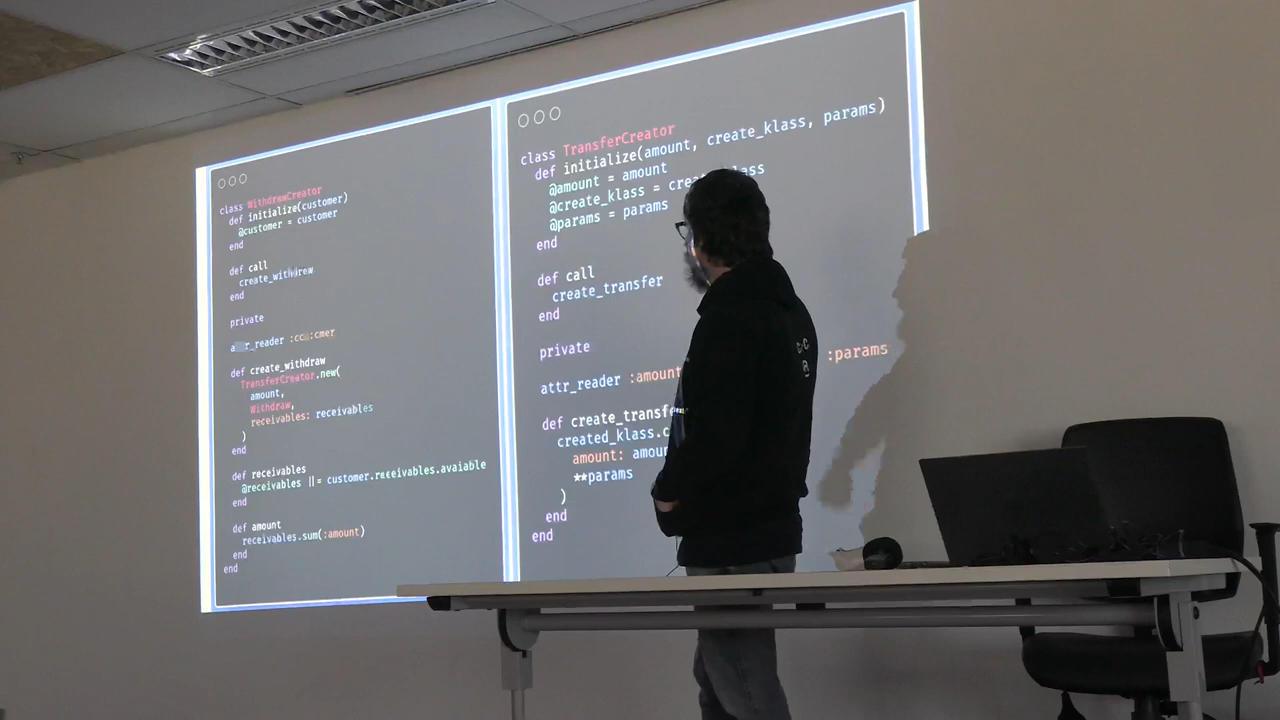 class WithdrawCreator
def initialize(customer)
@customer = customer
end
def call
create_withdrew
end
private
attr_reader
def create_withdraw
TransferCreator.new(
amount,
Withdraw,
receivables: receivables
)
end
def receivables
@receivables ||= customer.receivables.avaiable
end
def amount
receivables.sum(:amount)
end
end
class TransferCreator
def initialize(amount, create_klass, params)
@amount = amount
@create_klass =
@params = params
end
def call
create_transfer
end
private
attr_reader :amount :params
def
amount:
**params
)
end
end